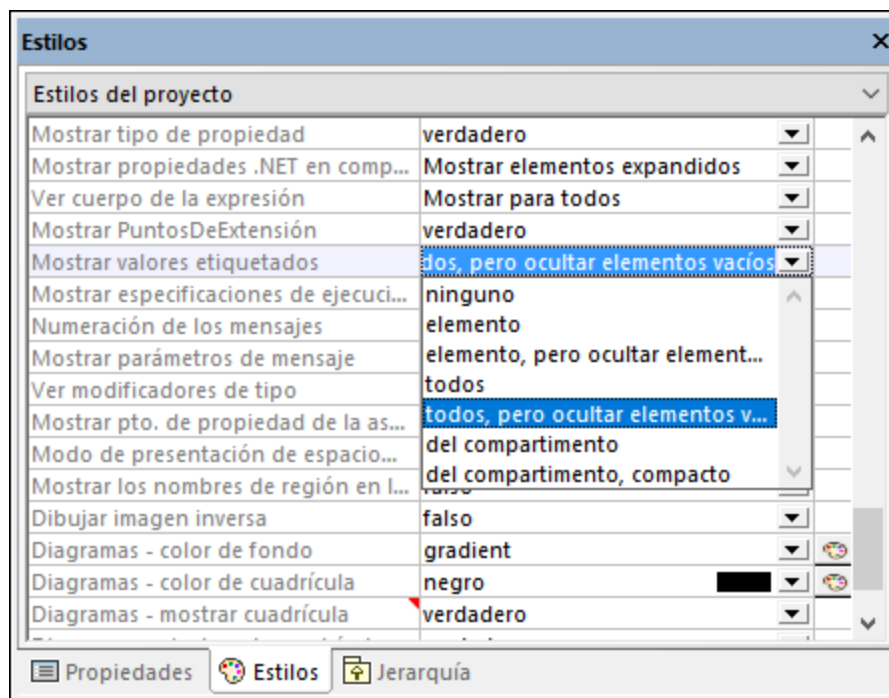 Estilos
Estilos del proyecto
Mostrar tipo de propiedad verdadero
Mostrar propiedades .NET en comp... Mostrar elementos expandidos
Ver cuerpo de la expresión Mostrar para todos
Mostrar PuntosDeExtensión verdadero
Mostrar valores etiquetados dos, pero ocultar elementos vacíos
Mostrar especificaciones de ejecuci... ninguno
Numeración de los mensajes elemento
Mostrar parámetros de mensaje elemento, pero ocultar element...
Ver modificadores de tipo todos
Mostrar pto. de propiedad de la as... todos, pero ocultar elementos v...
Modo de presentación de espacio... del compartimento
Mostrar los nombres de región en l... del compartimento, compacto
Dibujar imagen inversa falso
Diagramas - color de fondo gradient
Diagramas - color de cuadrícula negro
Diagramas - mostrar cuadrícula verdadero
Propiedades Estilos Jerarquía